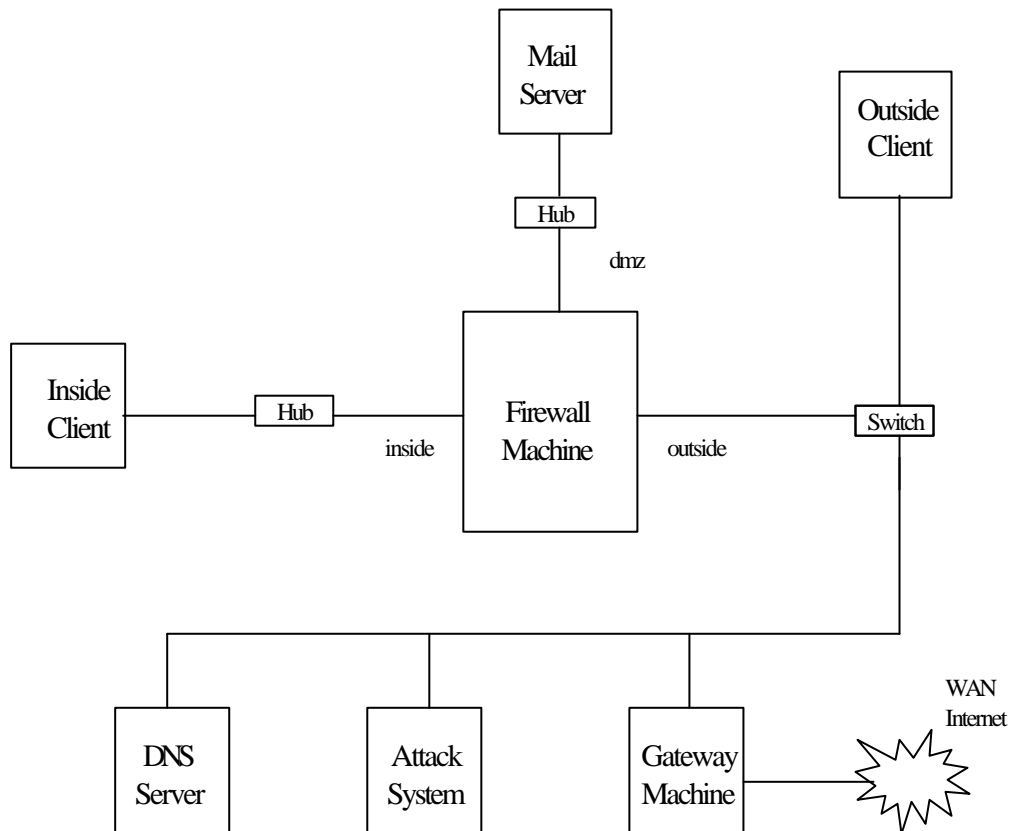 Mail
Server
Outside
Client
Hub
dmz
Inside
Client
Hub
inside
Firewall
Machine
outside
Switch
WAN
Internet
DNS
Server
Attack
System
Gateway
Machine